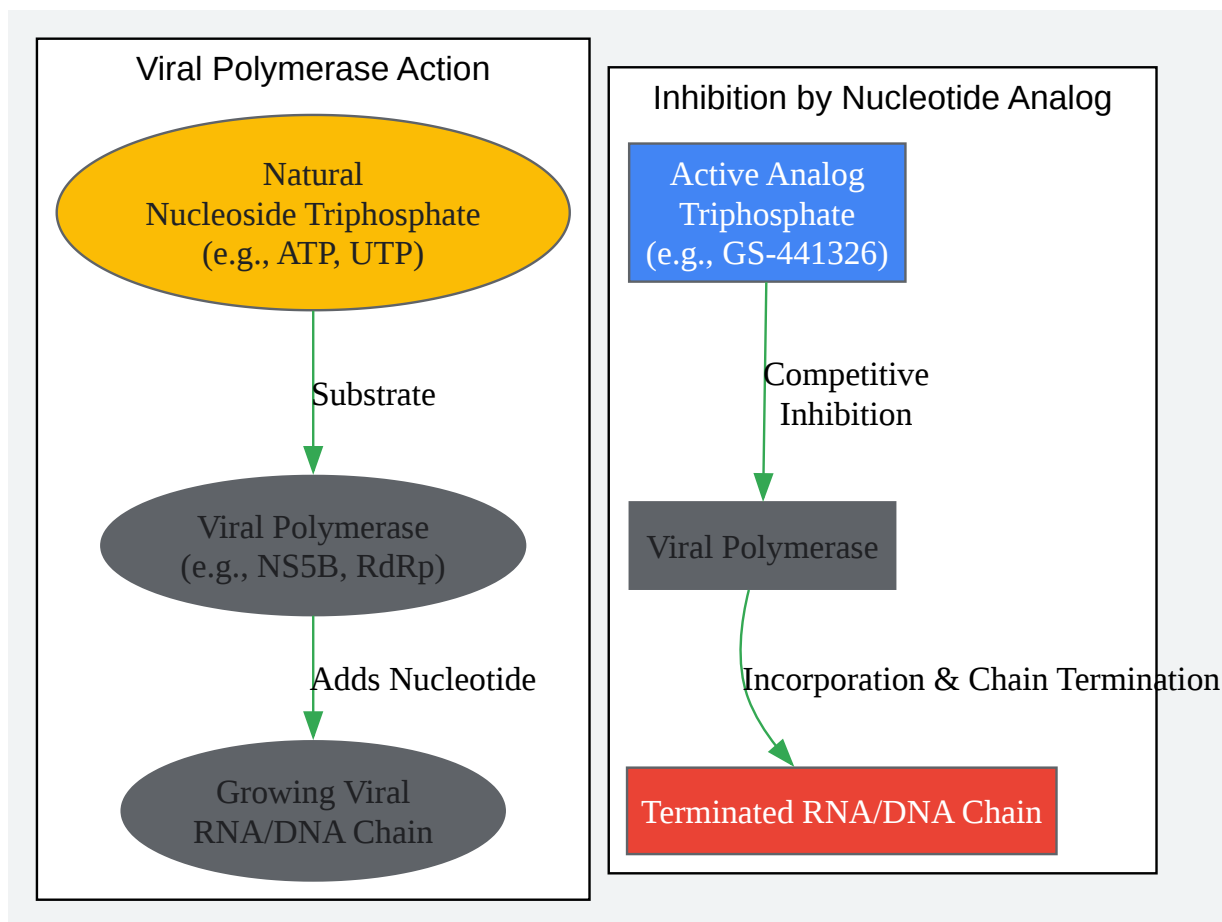 Viral Polymerase Action
Natural
Nucleoside Triphosphate
(e.g., ATP, UTP)
Substrate
Viral Polymerase
(e.g., NS5B, RdRp)
Adds Nucleotide
Growing Viral
RNA/DNA Chain
Inhibition by Nucleotide Analog
Active Analog
Triphosphate
(e.g., GS-441326)
Competitive
Inhibition
Viral Polymerase
Incorporation & Chain Termination
Terminated RNA/DNA Chain